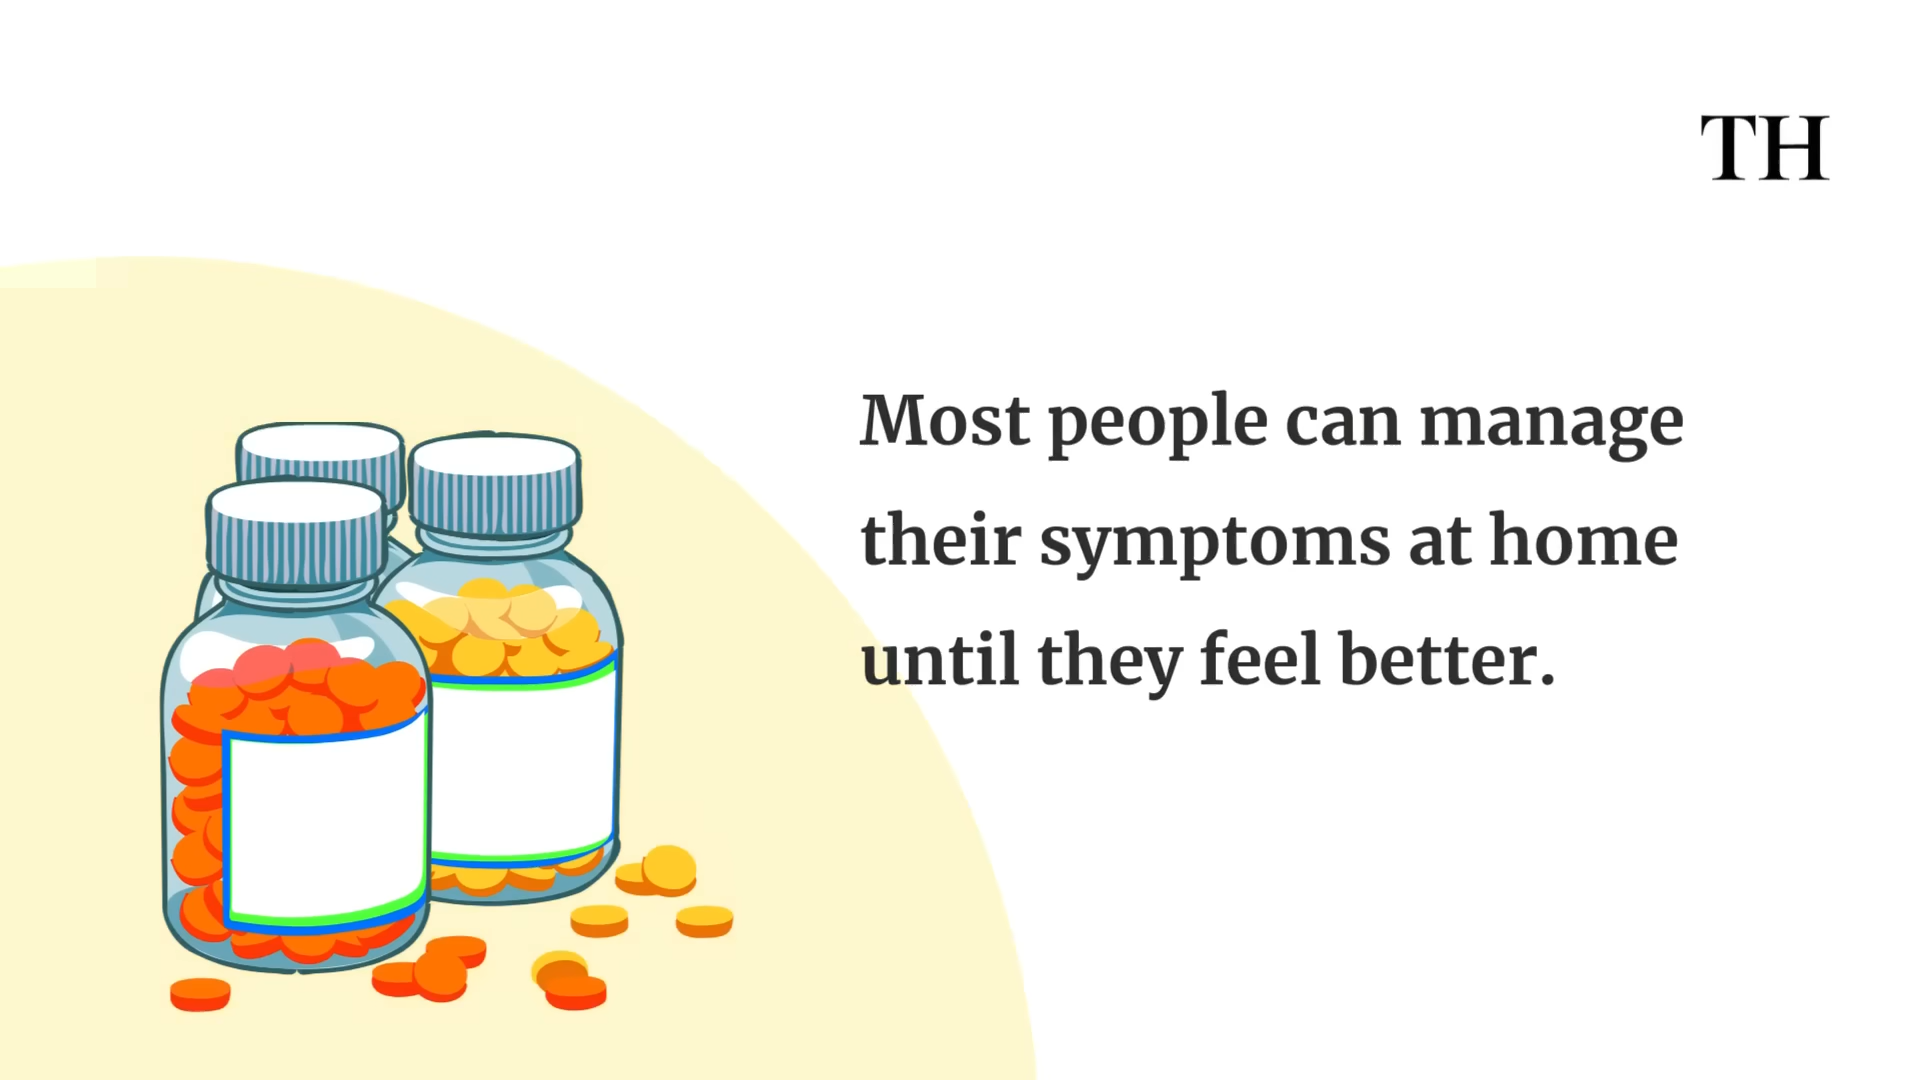 TH
Most people can manage
their symptoms at home
until they feel better.